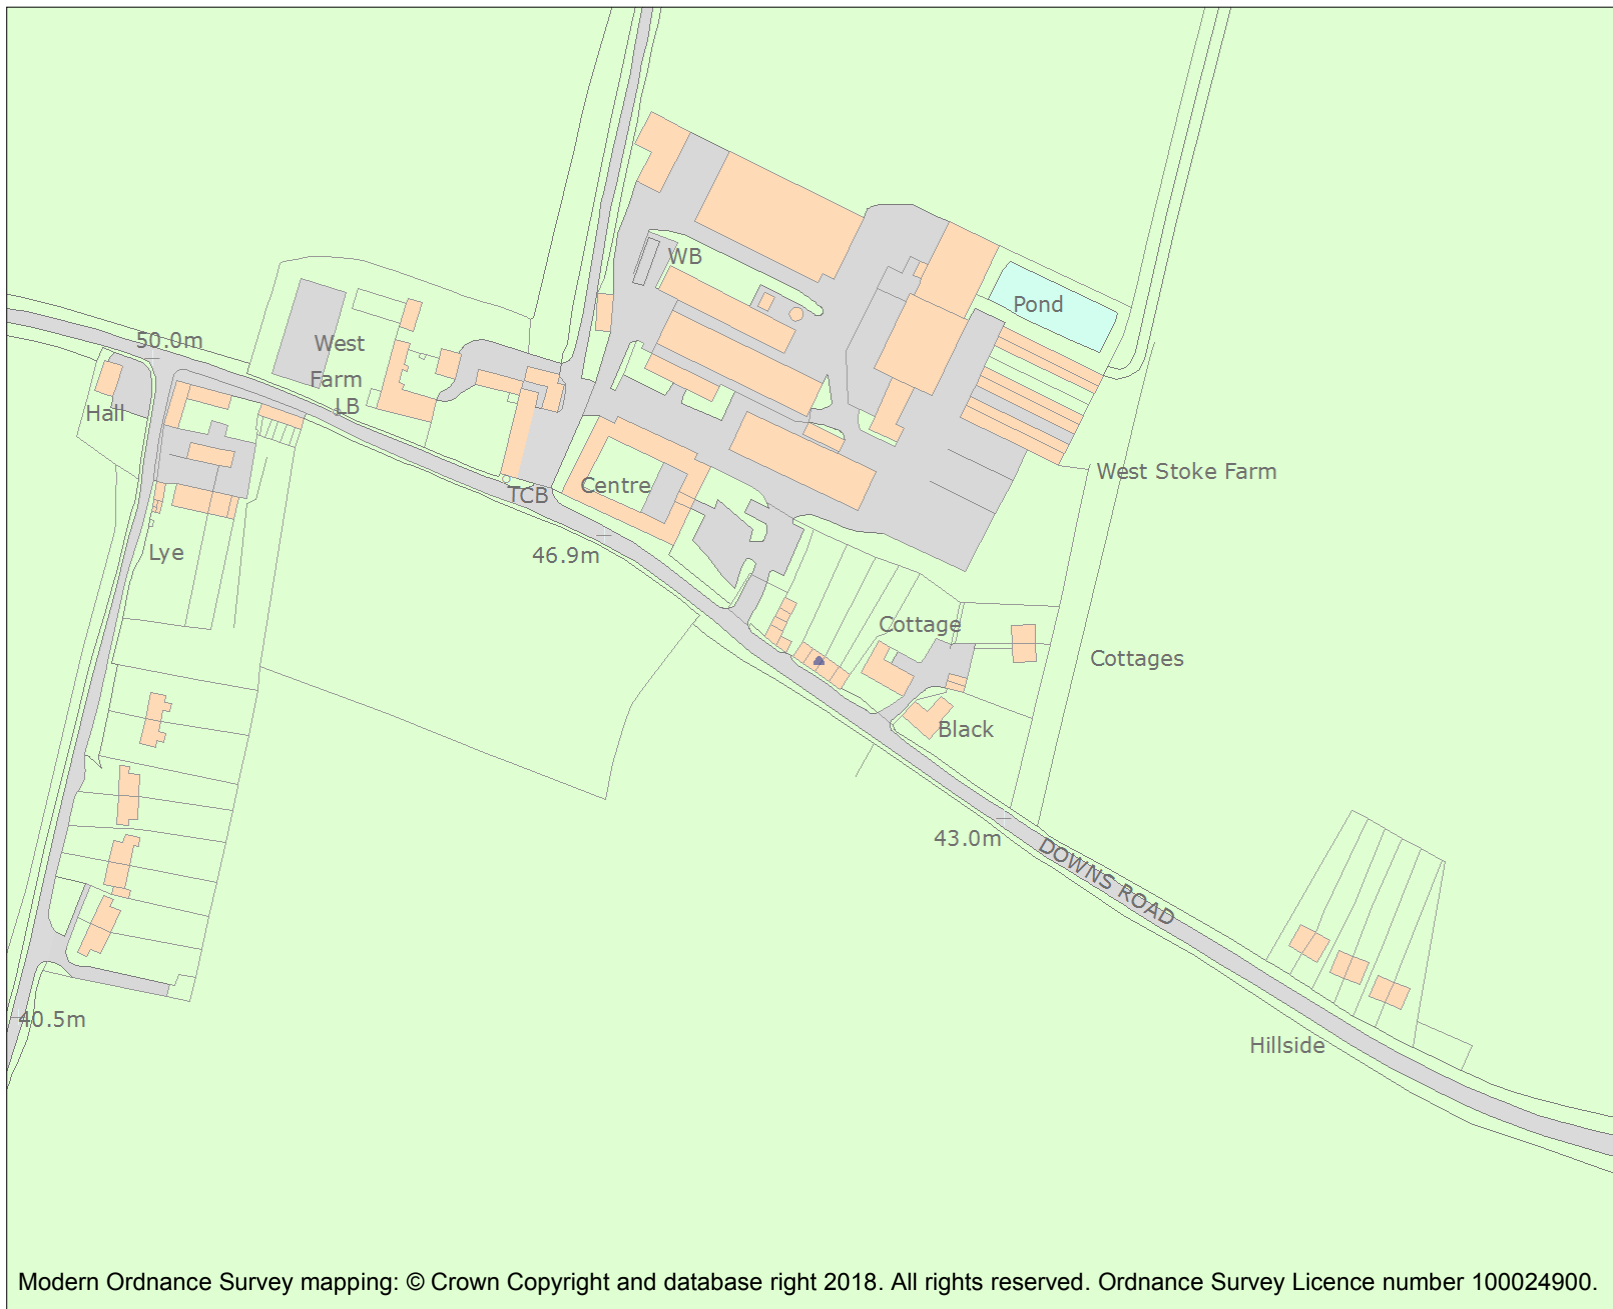 WB
Pond
50.0m
West
Farm
LB
Hall
West Stoke Farm
Centre
TCB
Lye
46.9m
Cottage
Cottages
Black
43.0m
DOWNS ROAD
40.5m
Hillside
Modern Ordnance Survey mapping: © Crown Copyright and database right 2018. All rights reserved. Ordnance Survey Licence number 100024900.